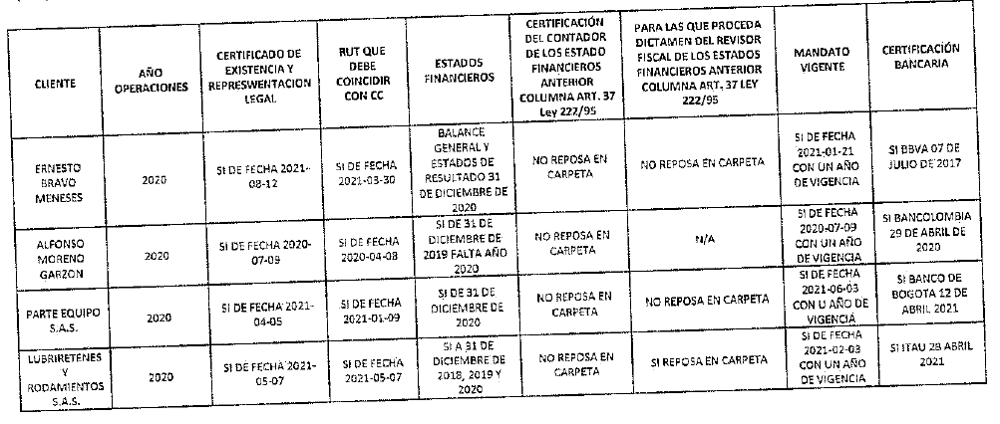 CLIENTE
AÑO
OPERACIONES
CERTIFICADO DE
EXISTENCIA Y
REPRESWENTACION
LEGAL
RUT QUE
DEBE
COINCIDIR
CON CC
ESTADOS
FINANCIEROS
CERTIFICACIÓN
DEL CONTADOR
DE LOS ESTADO
FINANCIEROS
ANTERIOR
COLUMNA ART. 37
Ley 222/95
PARA LAS QUE PROCEDA
DICTAMEN DEL REVISOR
FISCAL DE LOS ESTADOS
FINANCIEROS ANTERIOR
COLUMNA ART. 37 LEY
222/95
MANDATO
VIGENTE
CERTIFICACIÓN
BANCARIA
ERNESTO
BRAVO
MENESES
2020
SI DE FECHA 2021-
08-12
SI DE FECHA
2021-03-30
BALANCE
GENERAL Y
ESTADOS DE
RESULTADO 31
DE DICIEMBRE DE
2020
NO REPOSA EN
CARPETA
NO REPOSA EN CARPETA
SI DE FECHA
2021-01-21
CON UN AÑO
DE VIGENCIA
SI BBVA 07 DE
JULIO DE 2017
ALFONSO
MORENO
GARZON
2020
SI DE FECHA 2020-
07-09
SI DE FECHA
2020-04-08
SI DE 31 DE
DICIEMBRE DE
2019 FALTA AÑO
2020
NO REPOSA EN
CARPETA
N/A
SI DE FECHA
2020-07-09
CON UN AÑO
DE VIGENCIA
SI BANCOLOMBIA
29 DE ABRIL DE
2020
PARTE EQUIPO
S.A.S.
2020
SI DE FECHA 2021-
04-05
SI DE FECHA
2021-01-09
SI DE 31 DE
DICIEMBRE DE
2020
NO REPOSA EN
CARPETA
NO REPOSA EN CARPETA
SI DE FECHA
2021-06-03
CON U AÑO DE
VIGENCIA
SI BANCO DE
BOGOTA 12 DE
ABRIL 2021
LUBRIRETENES
Y
RODAMIENTOS
S.A.S.
2020
SI DE FECHA 2021-
05-07
SI DE FECHA
2021-05-07
SI A 31 DE
DICIEMBRE DE
2018, 2019 Y
2020
NO REPOSA EN
CARPETA
SI REPOSA EN CARPETA
SI DE FECHA
2021-02-03
CON UN AÑO
DE VIGENCIA
SI ITAU 28 ABRIL
2021